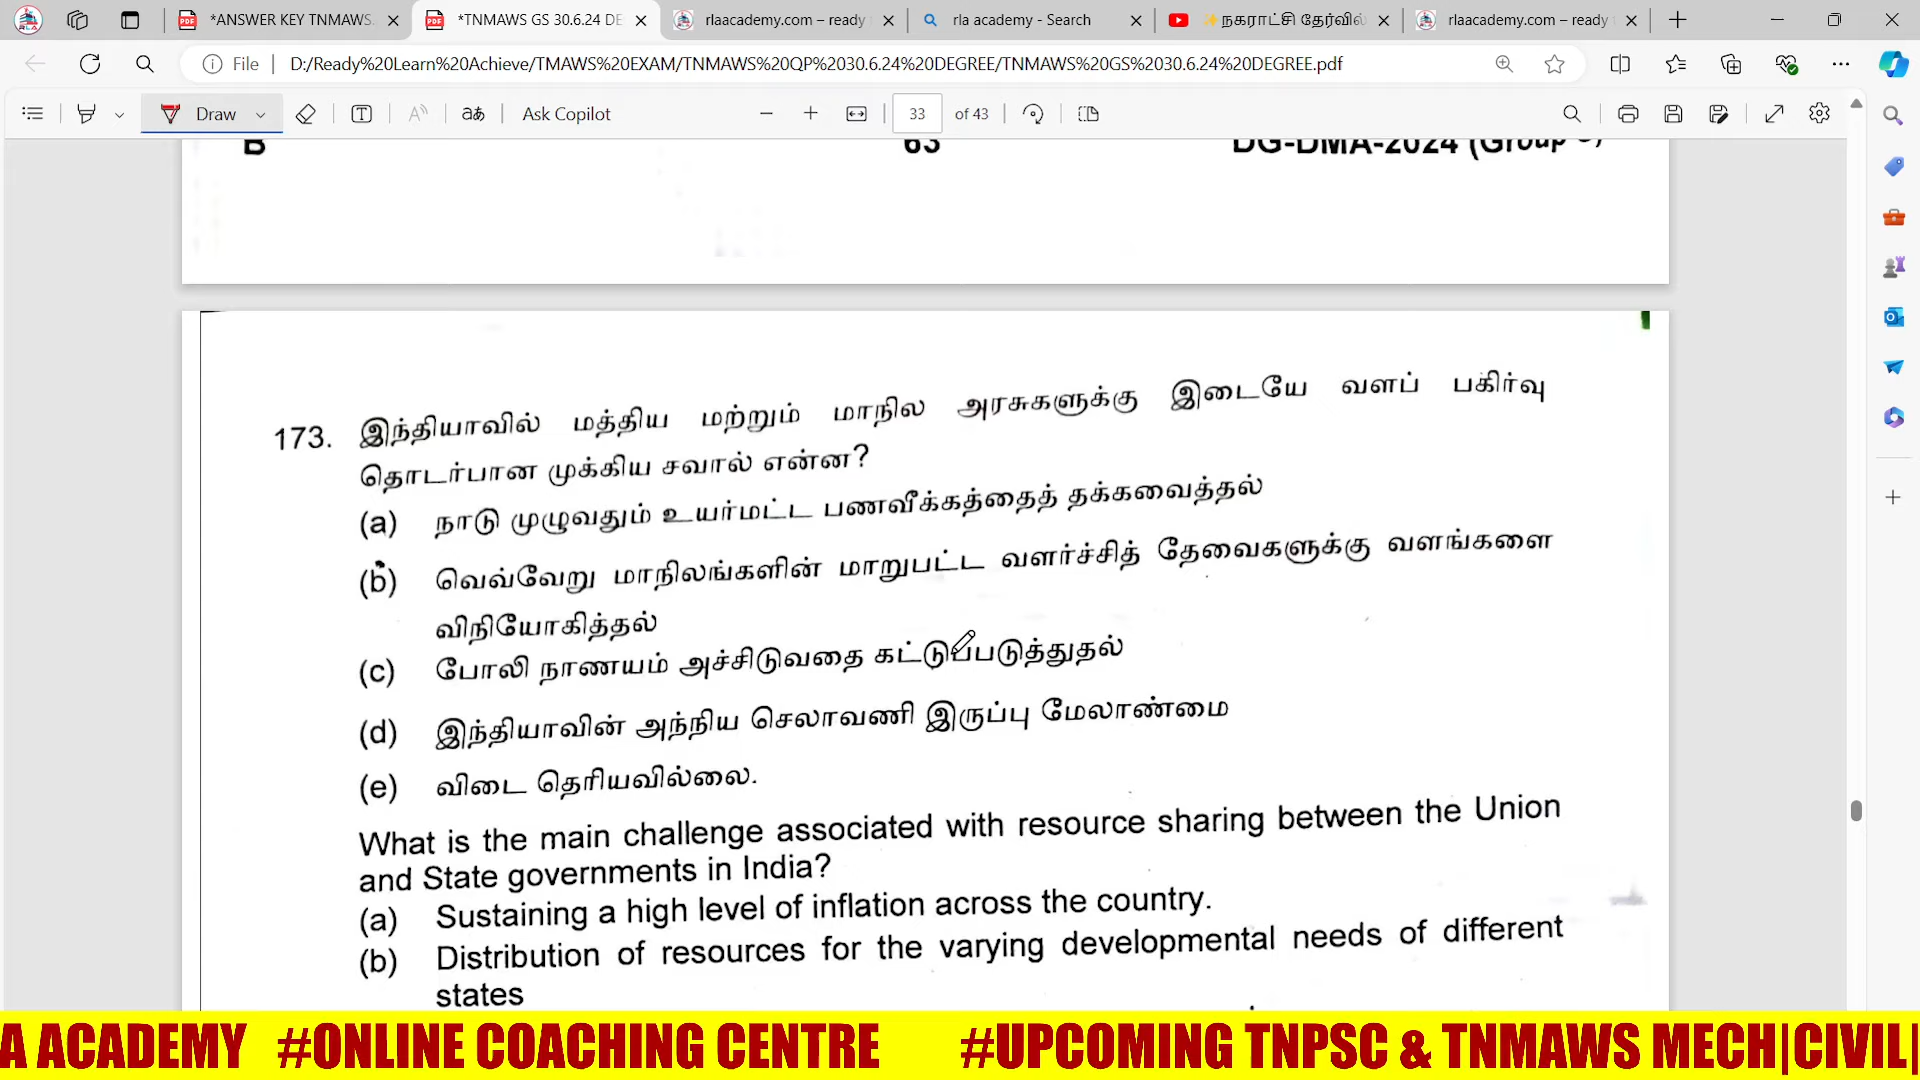 *ANSWER KEY TNMAWS
*TNMAWS GS 30.6.24 DE
rlaacademy.com – ready
rla academy - Search
✨நகராட்சி தேர்வில்
rlaacademy.com – ready
File
D:/Ready%20Learn%20Achieve/TMAWS%20EXAM/TNMAWS%20QP%2030.6.24%20DEGREE/TNMAWS%20GS%2030.6.24%20DEGREE.pdf
Draw
Ask Copilot
33 of 43
B 63 DG-DMA-2024 (Group
173. இந்தியாவில் மத்திய மற்றும் மாநில அரசுகளுக்கு இடையே வளப் பகிர்வு
தொடர்பான முக்கிய சவால் என்ன?
(a) நாடு முழுவதும் உயர்மட்ட பணவீக்கத்தைத் தக்கவைத்தல்
(b) வெவ்வேறு மாநிலங்களின் மாறுபட்ட வளர்ச்சித் தேவைகளுக்கு வளங்களை
விநியோகித்தல்
(c) போலி நாணயம் அச்சிடுவதை கட்டுப்படுத்துதல்
(d) இந்தியாவின் அந்நிய செலாவணி இருப்பு மேலாண்மை
(e) விடை தெரியவில்லை.
What is the main challenge associated with resource sharing between the Union
and State governments in India?
(a) Sustaining a high level of inflation across the country.
(b) Distribution of resources for the varying developmental needs of different
states
A ACADEMY #ONLINE COACHING CENTRE #UPCOMING TNPSC & TNMAWS MECH|CIVIL|